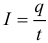 I = q/t